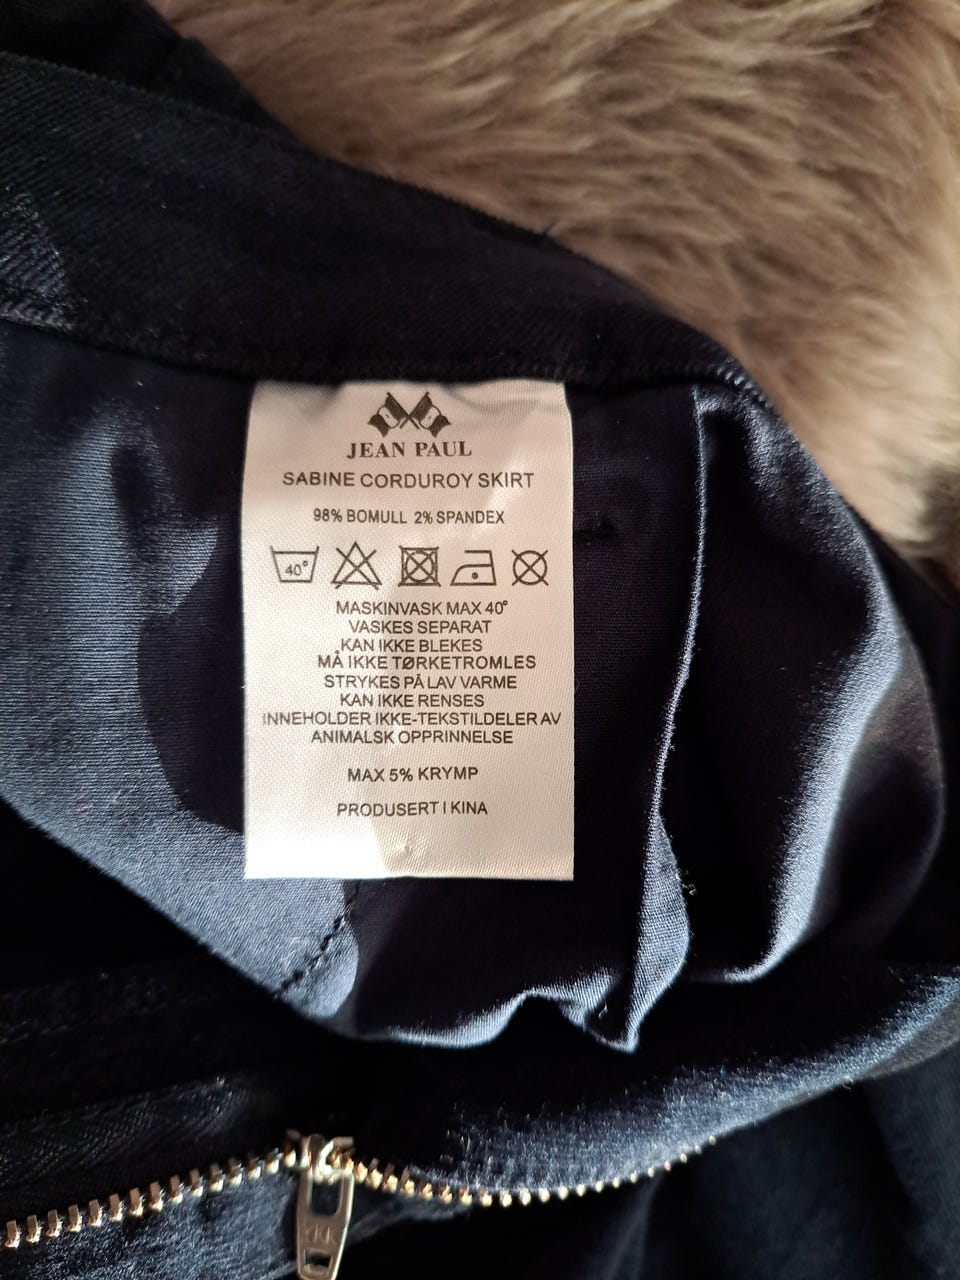 JEAN PAUL
SABINE CORDUROY SKIRT
98% BOMULL 2% SPANDEX
40°
MASKINVASK MAX 40°
VASKES SEPARAT
KAN IKKE BLEKES
MÅ IKKE TØRKETROMLES
STRYKES PÅ LAV VARME
KAN IKKE RENSES
INNEHOLDER IKKE-TEKSTILDELER AV
ANIMALSK OPPRINNELSE
MAX 5% KRYMP
PRODUSERT I KINA
YKK